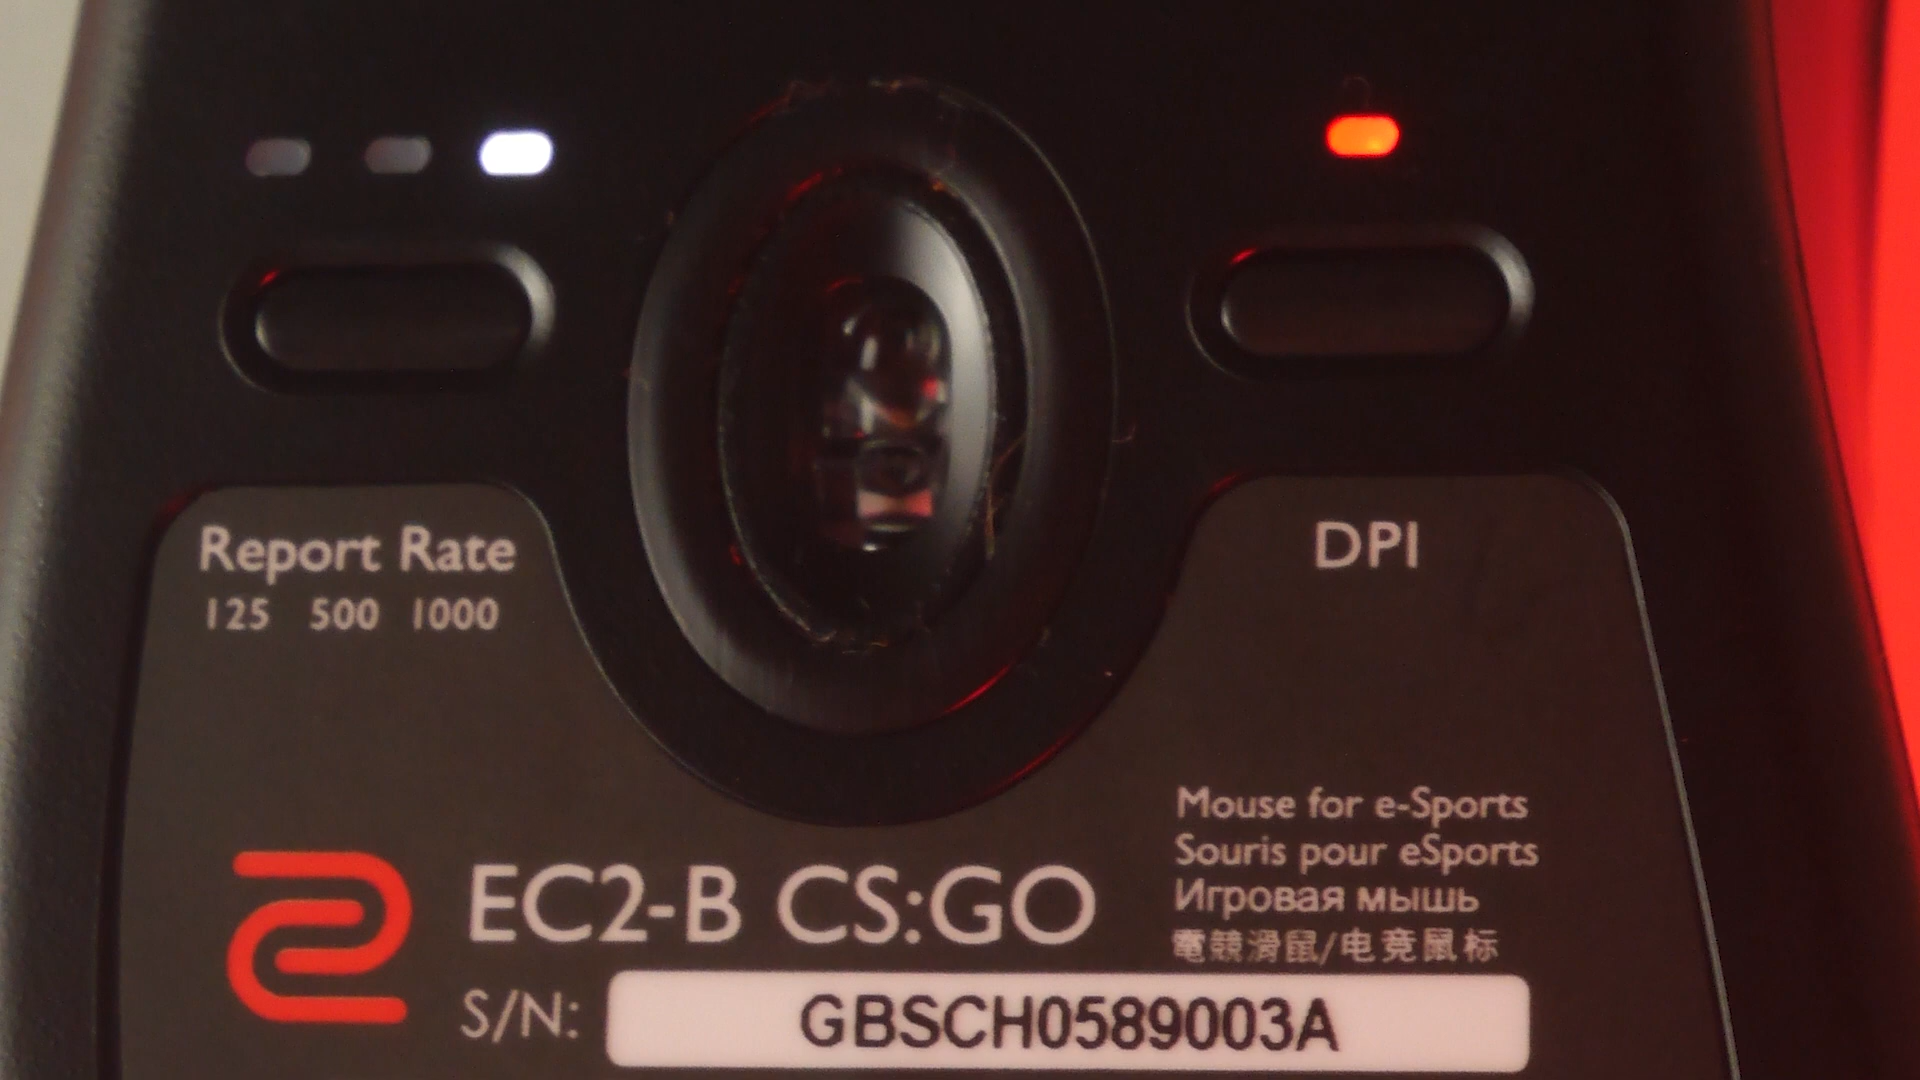 Report Rate
125 500 1000
DPI
Mouse for e-Sports
Souris pour eSports
Игровая мышь
電競滑鼠/电竞鼠标
EC2-B CS:GO
S/N: GBSCH0589003A